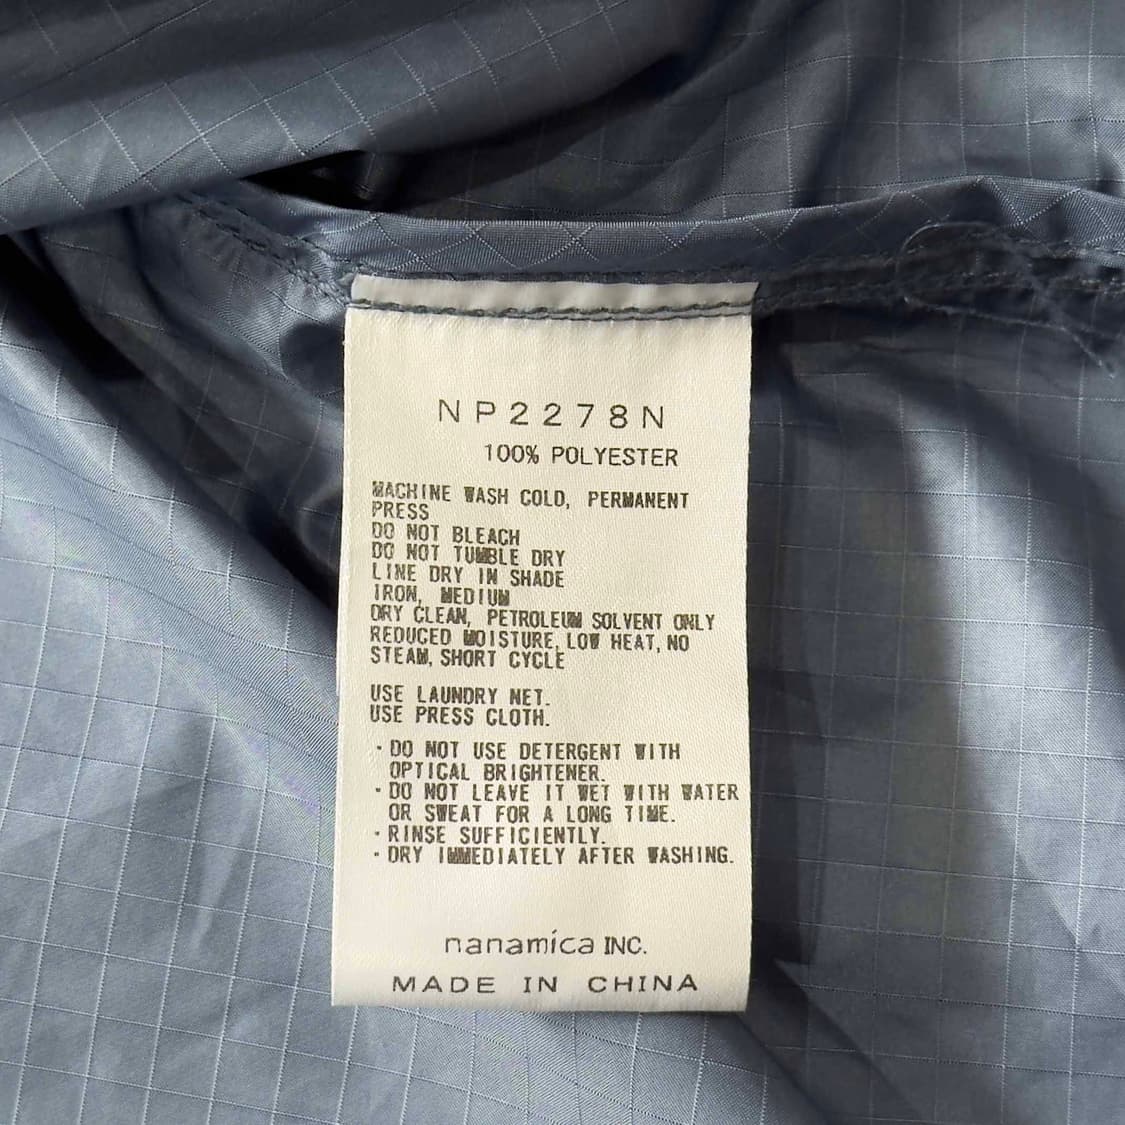 NP2278N
100% POLYESTER
MACHINE WASH COLD, PERMANENT
PRESS
DO NOT BLEACH
DO NOT TUMBLE DRY
LINE DRY IN SHADE
IRON, MEDIUM
DRY CLEAN, PETROLEUM SOLVENT ONLY
REDUCED MOISTURE, LOW HEAT, NO
STEAM, SHORT CYCLE
USE LAUNDRY NET.
USE PRESS CLOTH.
・DO NOT USE DETERGENT WITH
OPTICAL BRIGHTENER.
・DO NOT LEAVE IT WET WITH WATER
OR SWEAT FOR A LONG TIME.
・RINSE SUFFICIENTLY.
・DRY IMMEDIATELY AFTER WASHING.
nanamíca INC.
MADE IN CHINA